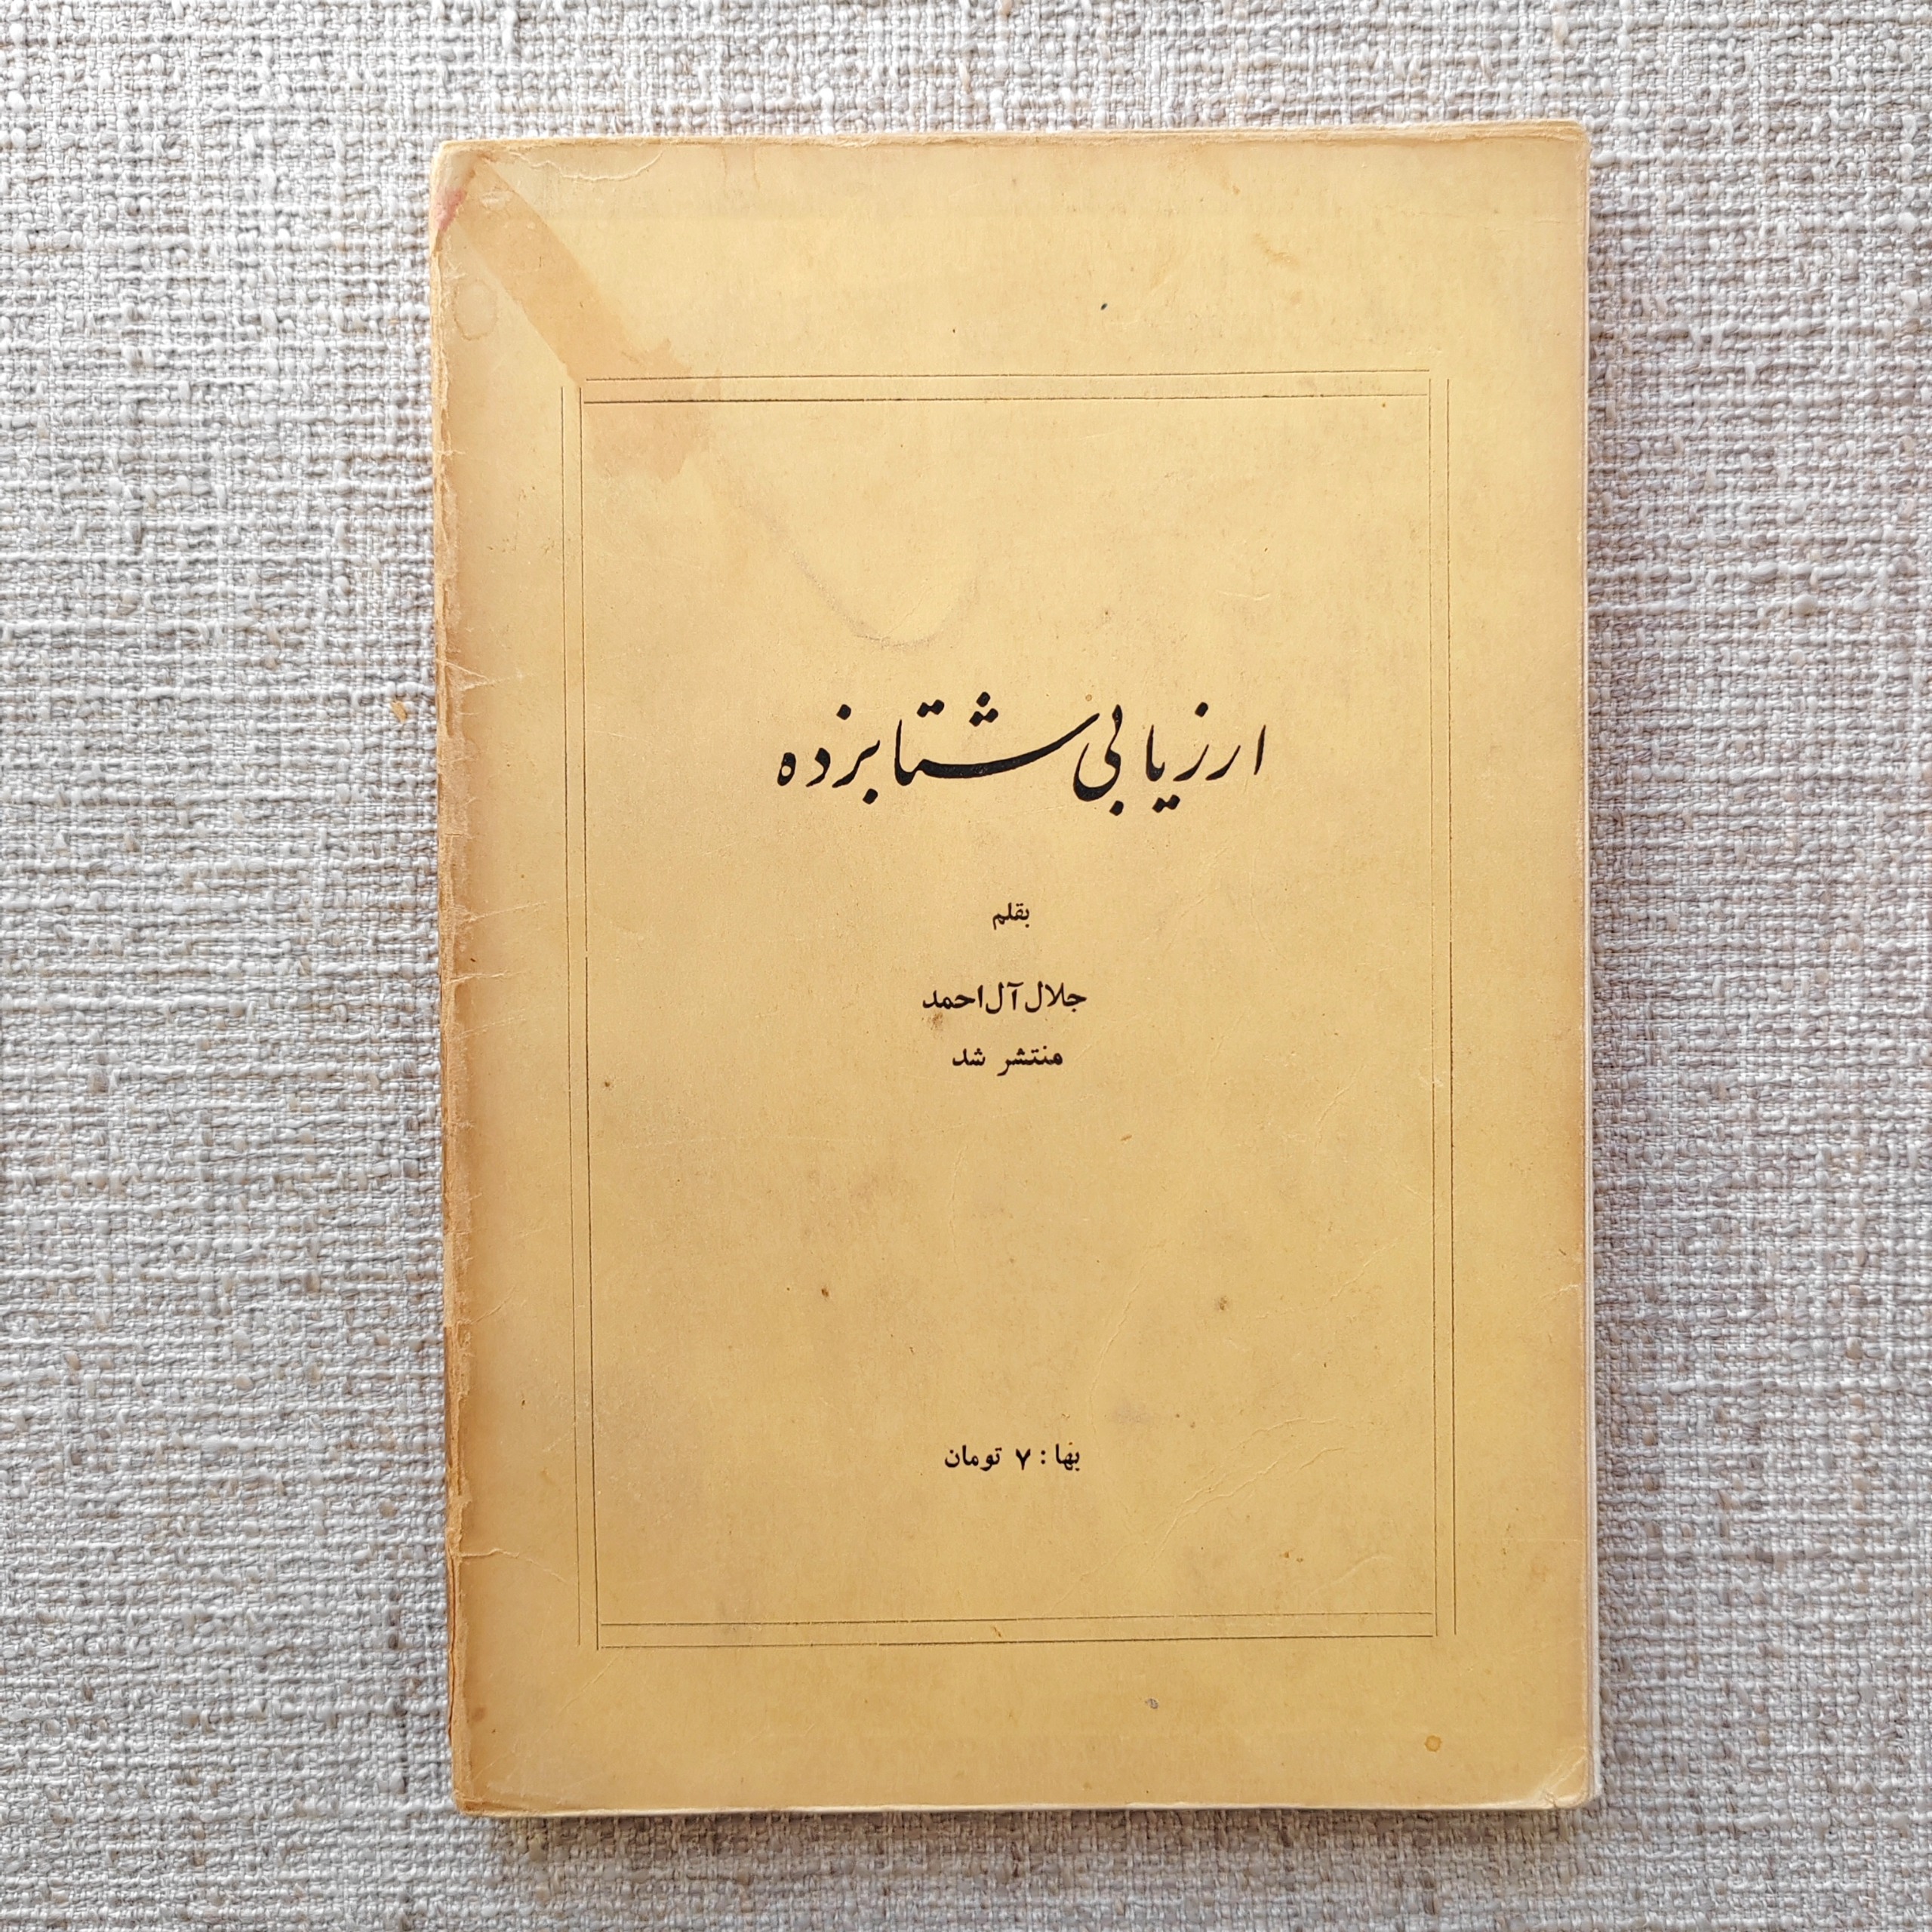 ارزیابی شتابزده
بقلم
جلال آل‌احمد
منتشر شد
بها : ۷ تومان